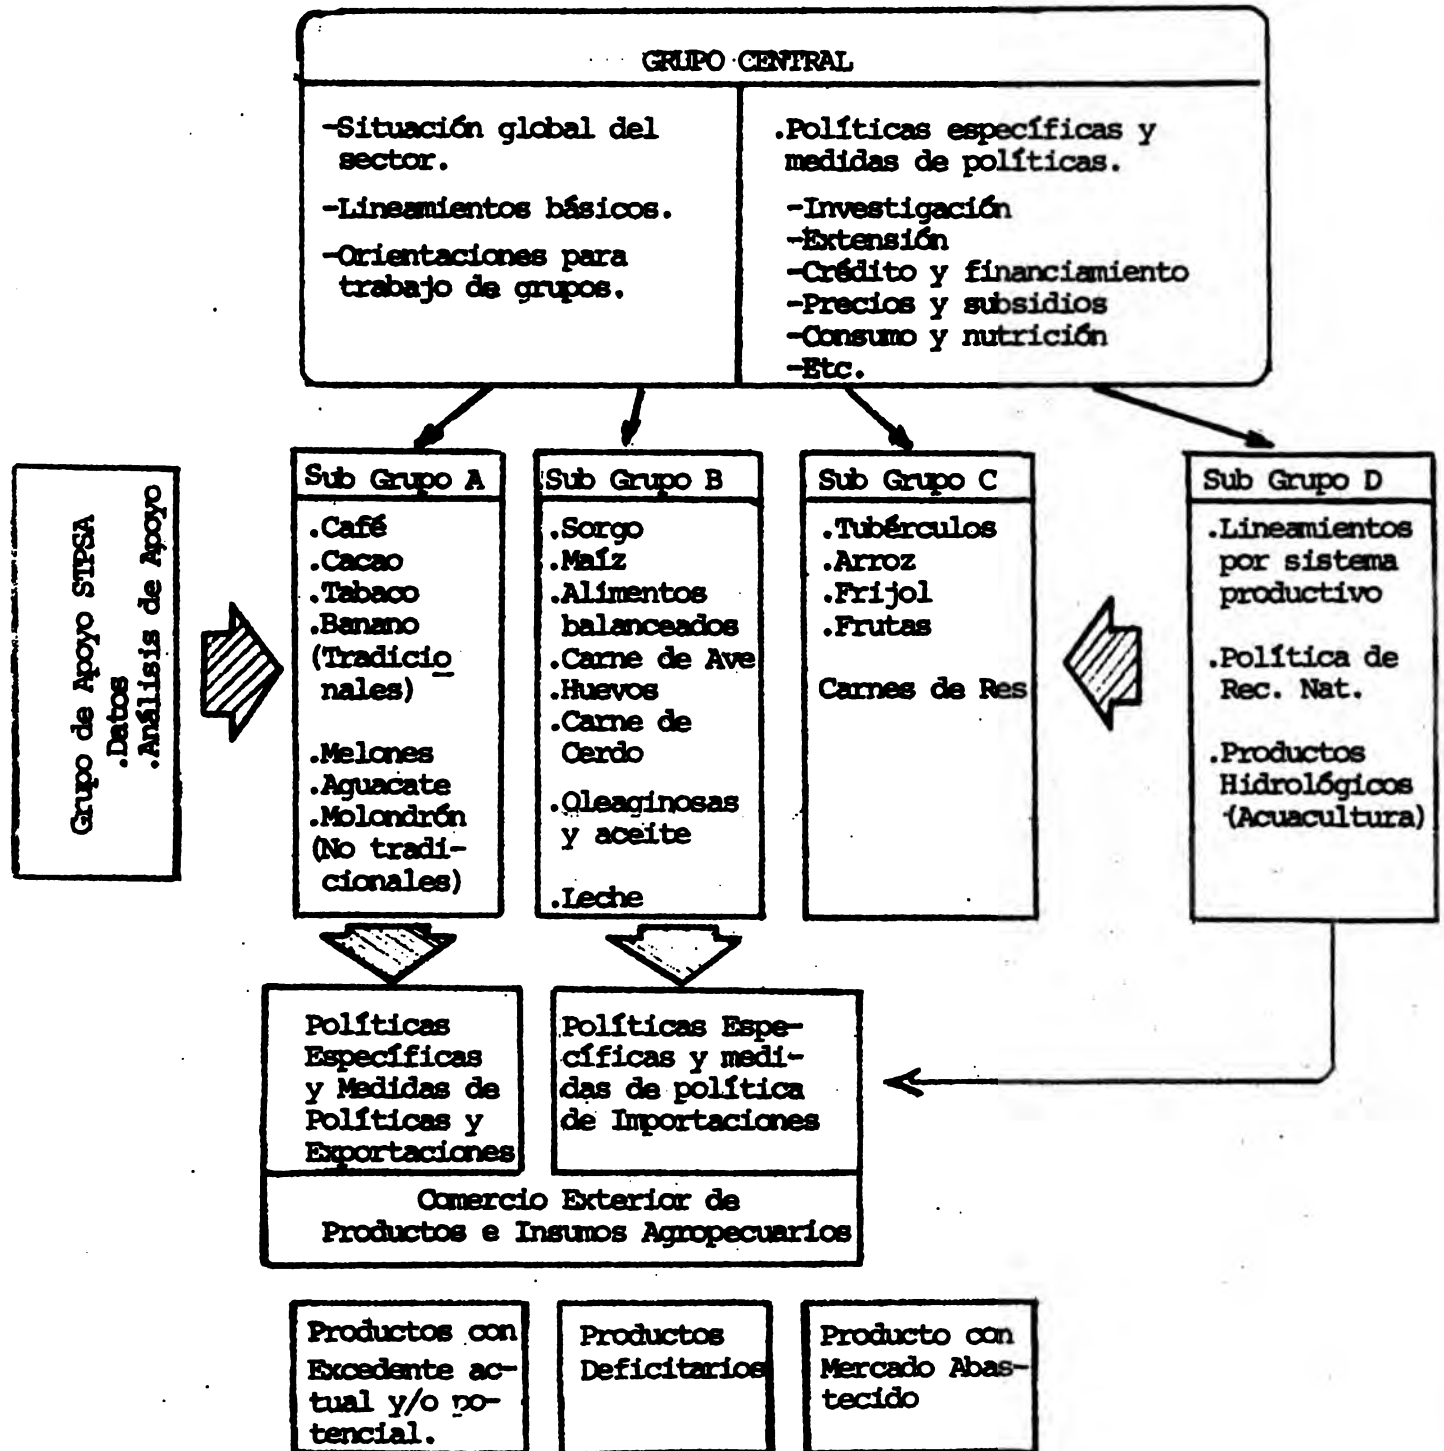 GRUPO CENTRAL
-Situación global del
sector.
-Lineamientos básicos.
-Orientaciones para
trabajo de grupos.
.Políticas específicas y
medidas de políticas.
-Investigación
-Extensión
-Crédito y financiamiento
-Precios y subsidios
-Consumo y nutrición
-Etc.
Grupo de Apoyo STPSA
.Datos
.Análisis de Apoyo
Sub Grupo A
.Café
.Cacao
.Tabaco
.Banano
(Tradicio
nales)
.Melones
.Aguacate
.Molondrón
(No tradi-
cionales)
Sub Grupo B
.Sorgo
.Maíz
.Alimentos
balanceados
.Carne de Ave
.Huevos
.Carne de
Cerdo
.Oleaginosas
y aceite
.Leche
Sub Grupo C
.Tubérculos
.Arroz
.Frijol
.Frutas
Carnes de Res
Sub Grupo D
.Lineamientos
por sistema
productivo
.Política de
Rec. Nat.
.Productos
Hidrológicos
(Acuacultura)
Políticas
Específicas
y Medidas de
Políticas y
Exportaciones
Políticas Espe-
cíficas y medi-
das de política
de Importaciones
Comercio Exterior de
Productos e Insumos Agropecuarios
Productos con
Excedente ac-
tual y/o po-
tencial.
Productos
Deficitarios
Producto con
Mercado Abas-
tecido